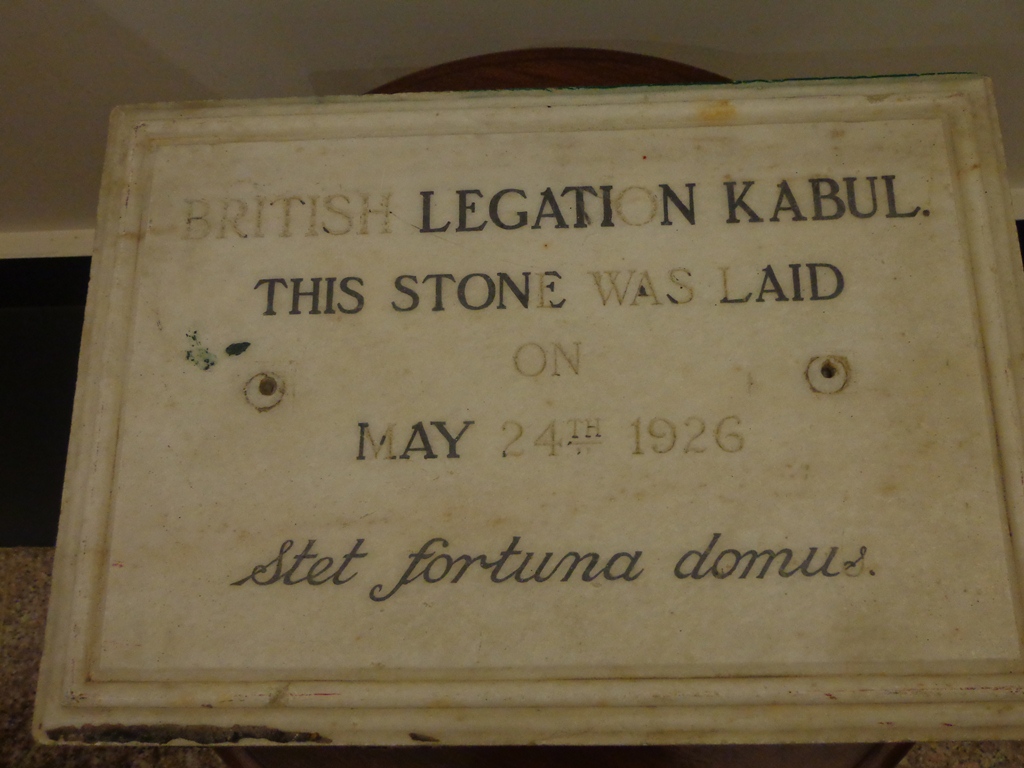 BRITISH LEGATION KABUL.
THIS STONE WAS LAID
ON
MAY 24TH 1926
Stet fortuna domus.